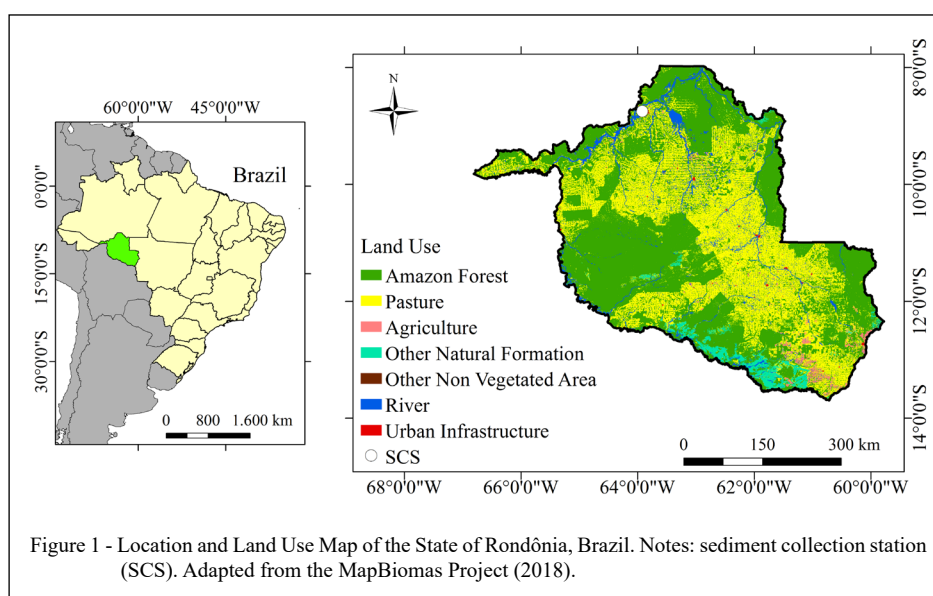 60°0'0"W 45°0'0"W
Brazil
0°0'0"
15°0'0"S
30°0'0"S
0 800 1.600 km
N
8°0'0"S
10°0'0"S
12°0'0"S
14°0'0"S
Land Use
Amazon Forest
Pasture
Agriculture
Other Natural Formation
Other Non Vegetated Area
River
Urban Infrastructure
SCS
0 150 300 km
68°0'0"W 66°0'0"W 64°0'0"W 62°0'0"W 60°0'0"W
Figure 1 - Location and Land Use Map of the State of Rondônia, Brazil. Notes: sediment collection station
(SCS). Adapted from the MapBiomas Project (2018).